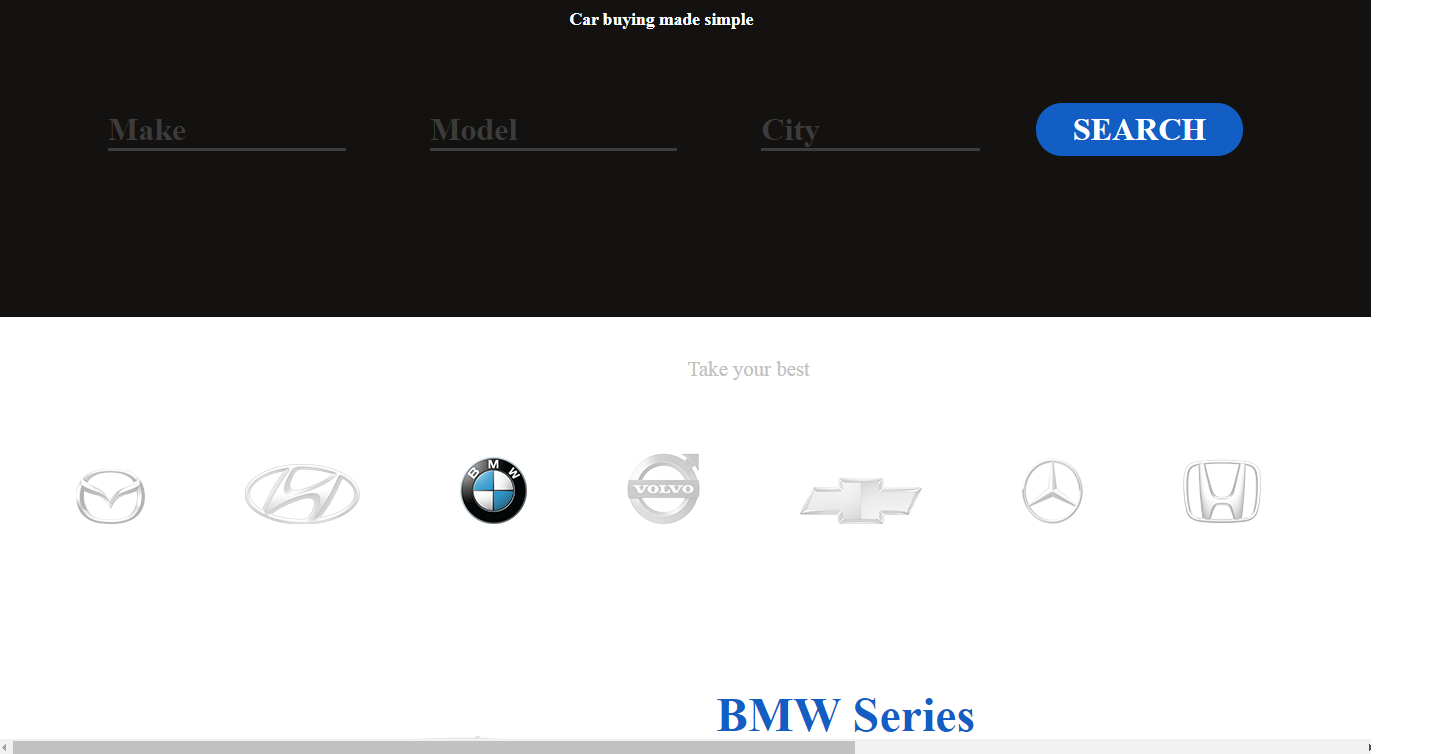 Car buying made simple
Make Model City SEARCH
Take your best
BMW VOLVO
BMW Series